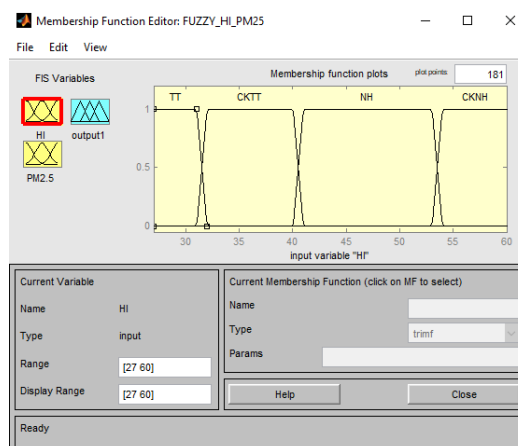 Membership Function Editor: FUZZY_HI_PM25
File Edit View
FIS Variables
HI output1
PM2.5
Membership function plots plot points: 181
TT CKTT NH CKNH
1
0.5
0
30 35 40 45 50 55 60
input variable "HI"
Current Variable
Name HI
Type input
Range [27 60]
Display Range [27 60]
Current Membership Function (click on MF to select)
Name
Type trimf
Params
Help Close
Ready